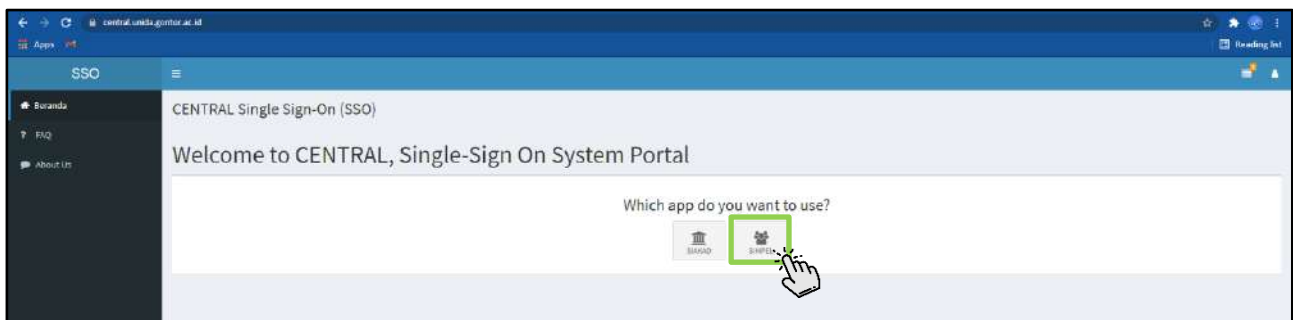 central.unida.gontor.ac.id
Apps
Reading list
SSO
Beranda
CENTRAL Single Sign-On (SSO)
? FAQ
Welcome to CENTRAL, Single-Sign On System Portal
About Us
Which app do you want to use?
SIAKAD